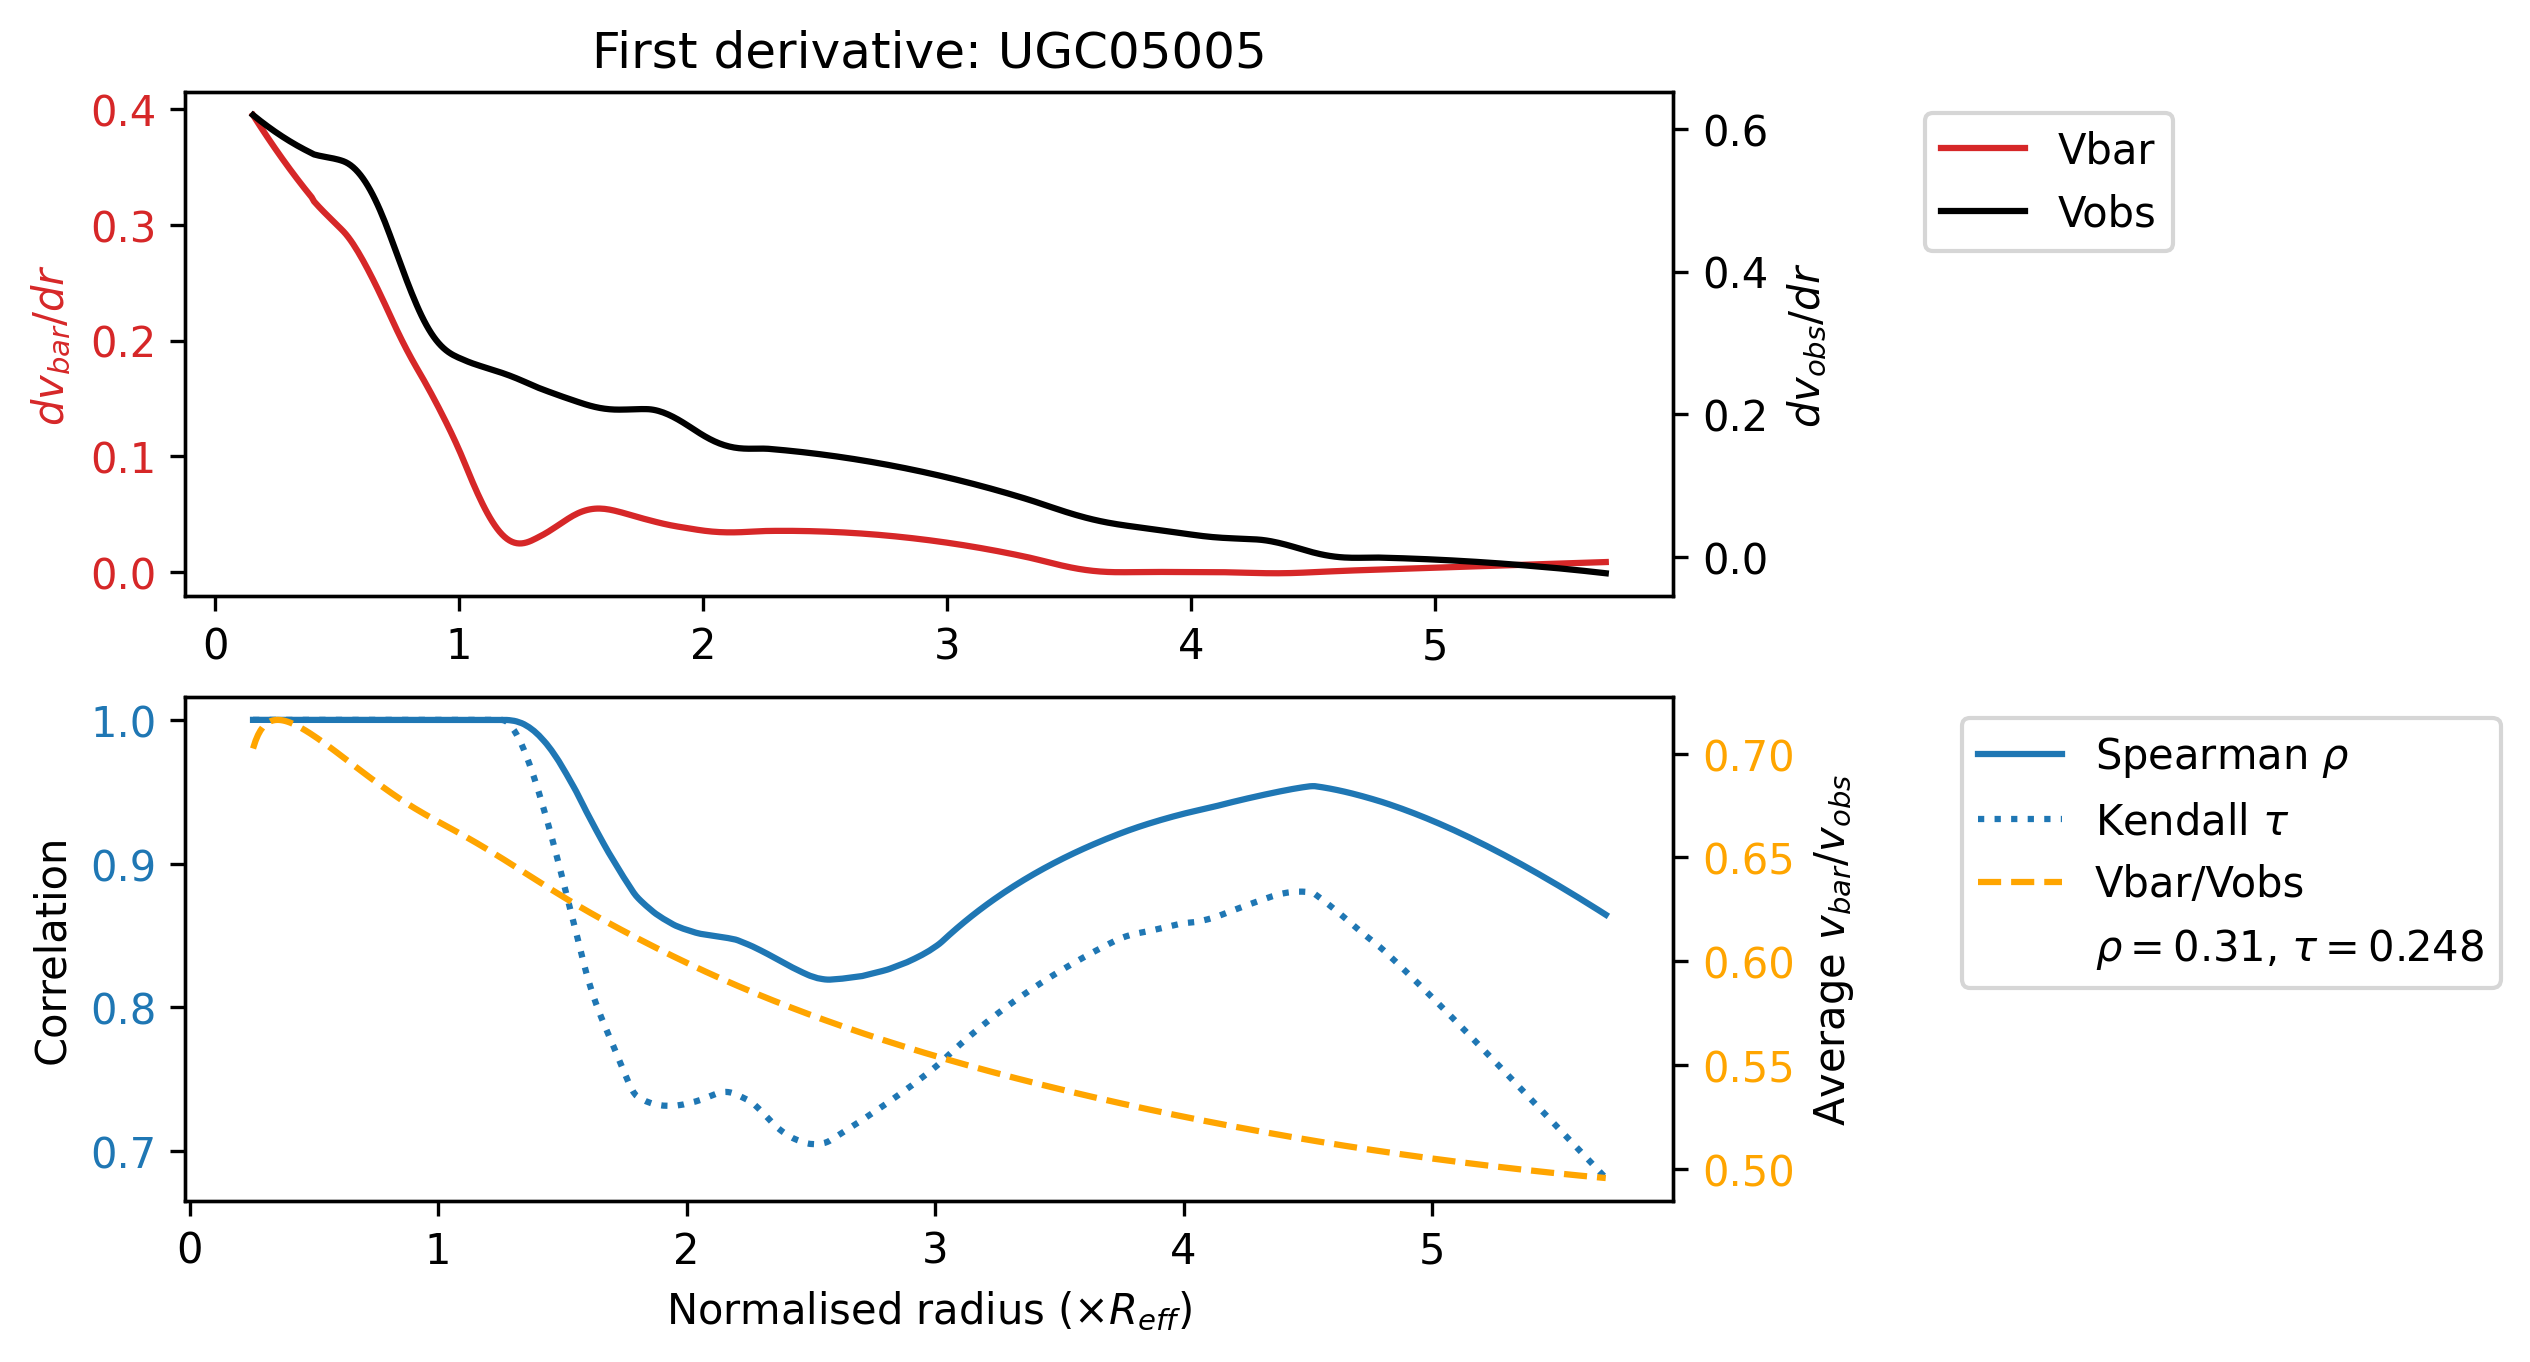 First derivative: UGC05005
0.4
0.3
0.2
0.1
0.0
dv_bar/dr
0.6
0.4
0.2
0.0
dv_obs/dr
0 1 2 3 4 5
Vbar
Vobs
1.0
0.9
0.8
0.7
Correlation
0.70
0.65
0.60
0.55
0.50
Average v_bar/v_obs
0 1 2 3 4 5
Normalised radius (×R_eff)
Spearman ρ
Kendall τ
Vbar/Vobs
ρ = 0.31, τ = 0.248